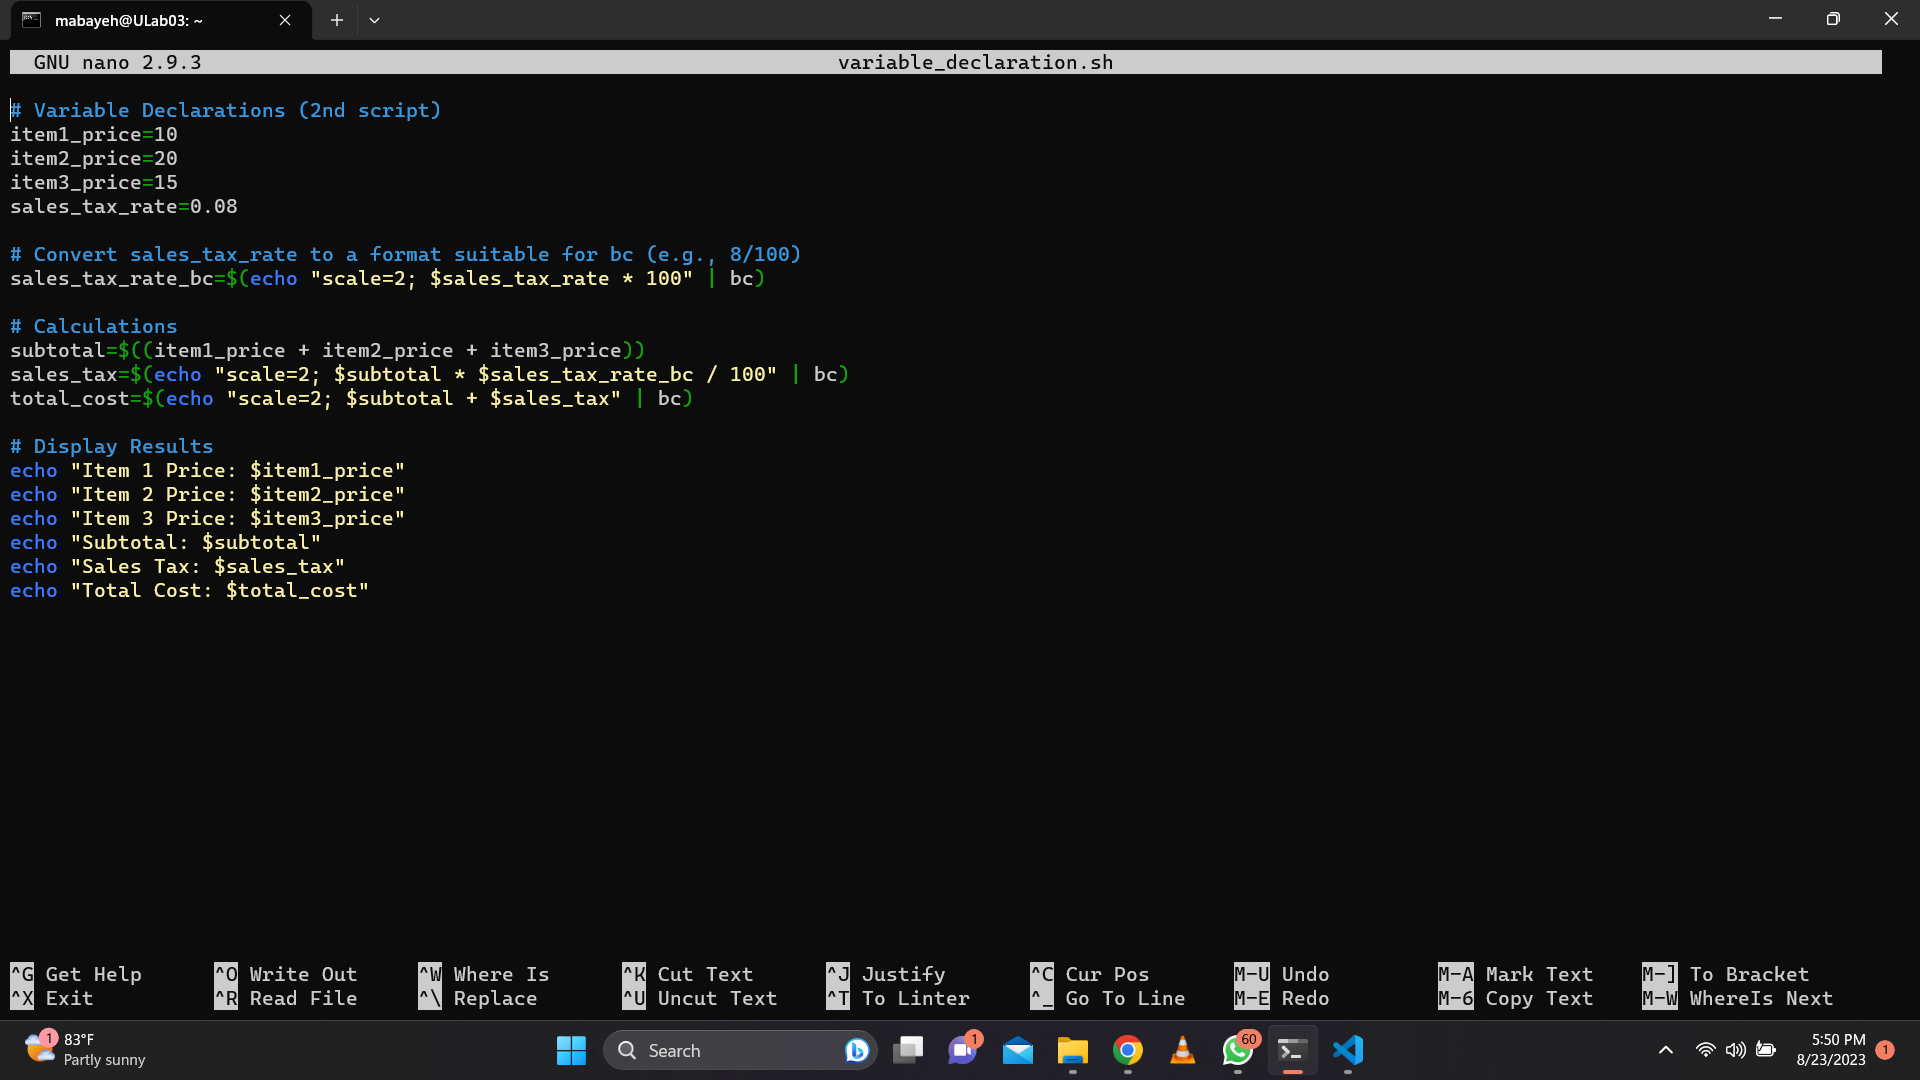 mabayeh@ULab03: ~
GNU nano 2.9.3 variable_declaration.sh
# Variable Declarations (2nd script)
item1_price=10
item2_price=20
item3_price=15
sales_tax_rate=0.08
# Convert sales_tax_rate to a format suitable for bc (e.g., 8/100)
sales_tax_rate_bc=$(echo "scale=2; $sales_tax_rate * 100" | bc)
# Calculations
subtotal=$((item1_price + item2_price + item3_price))
sales_tax=$(echo "scale=2; $subtotal * $sales_tax_rate_bc / 100" | bc)
total_cost=$(echo "scale=2; $subtotal + $sales_tax" | bc)
# Display Results
echo "Item 1 Price: $item1_price"
echo "Item 2 Price: $item2_price"
echo "Item 3 Price: $item3_price"
echo "Subtotal: $subtotal"
echo "Sales Tax: $sales_tax"
echo "Total Cost: $total_cost"
^G Get Help ^O Write Out ^W Where Is ^K Cut Text ^J Justify ^C Cur Pos M-U Undo M-A Mark Text M-] To Bracket
^X Exit ^R Read File ^\ Replace ^U Uncut Text ^T To Linter ^_ Go To Line M-E Redo M-6 Copy Text M-W WhereIs Next
1 83°F
Partly sunny
Search
1
60
5:50 PM
8/23/2023
1